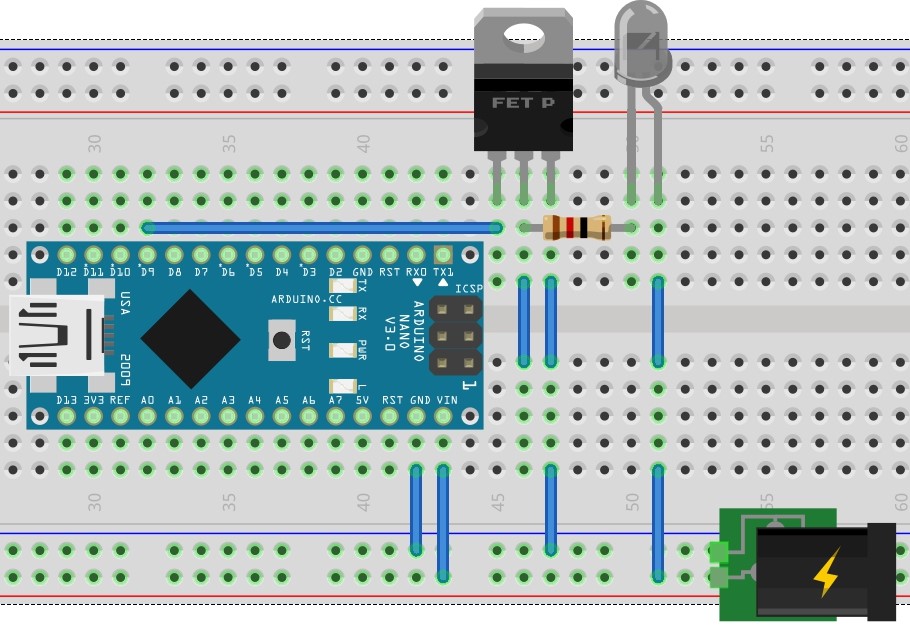 FET P
30 35 40 50 55 60
D12 D11 D10 D9 D8 D7 D6 D5 D4 D3 D2 GND RST RX0 TX1
USA
2009
ARDUINO.CC
RST
TX
RX
PWR
L
ARDUINO
NANO
V3.0
ICSP
1
D13 3V3 REF A0 A1 A2 A3 A4 A5 A6 A7 5V RST GND VIN
30 35 40 45 50 55 60